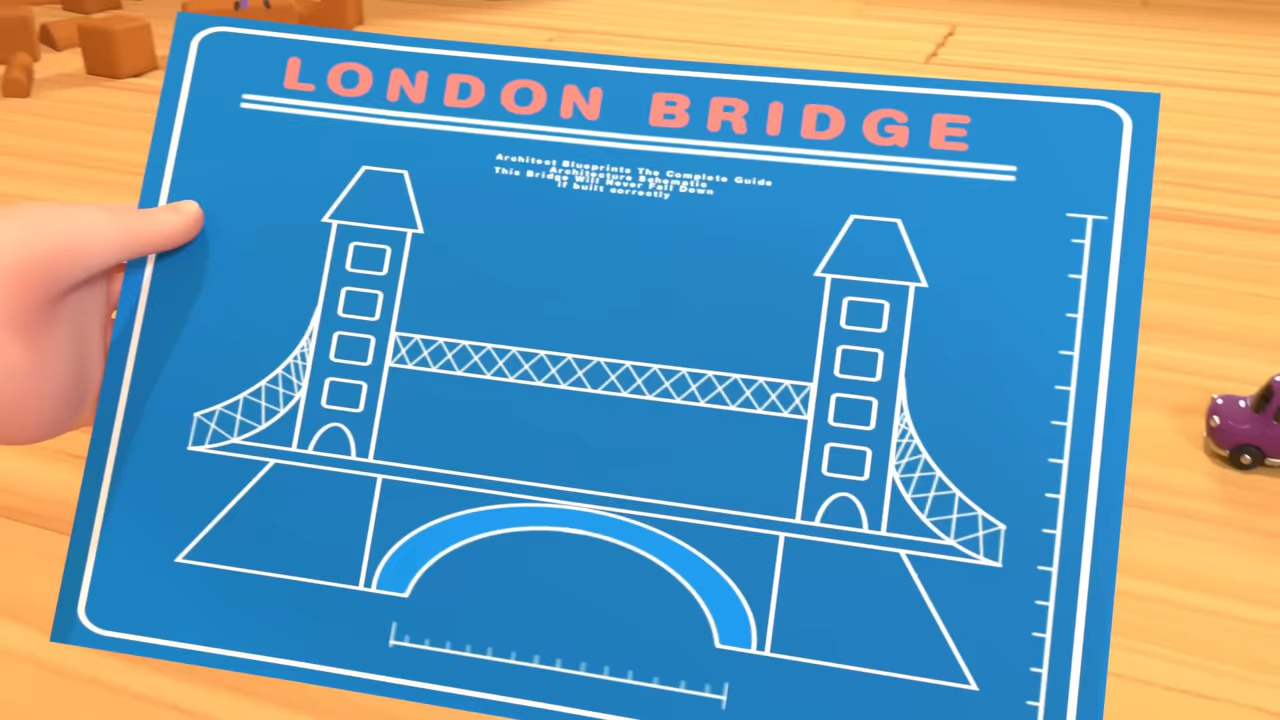 LONDON BRIDGE
Architect Blueprints The Complete Guide
Architecture Schematic
This Bridge Will Never Fall Down
if built correctly